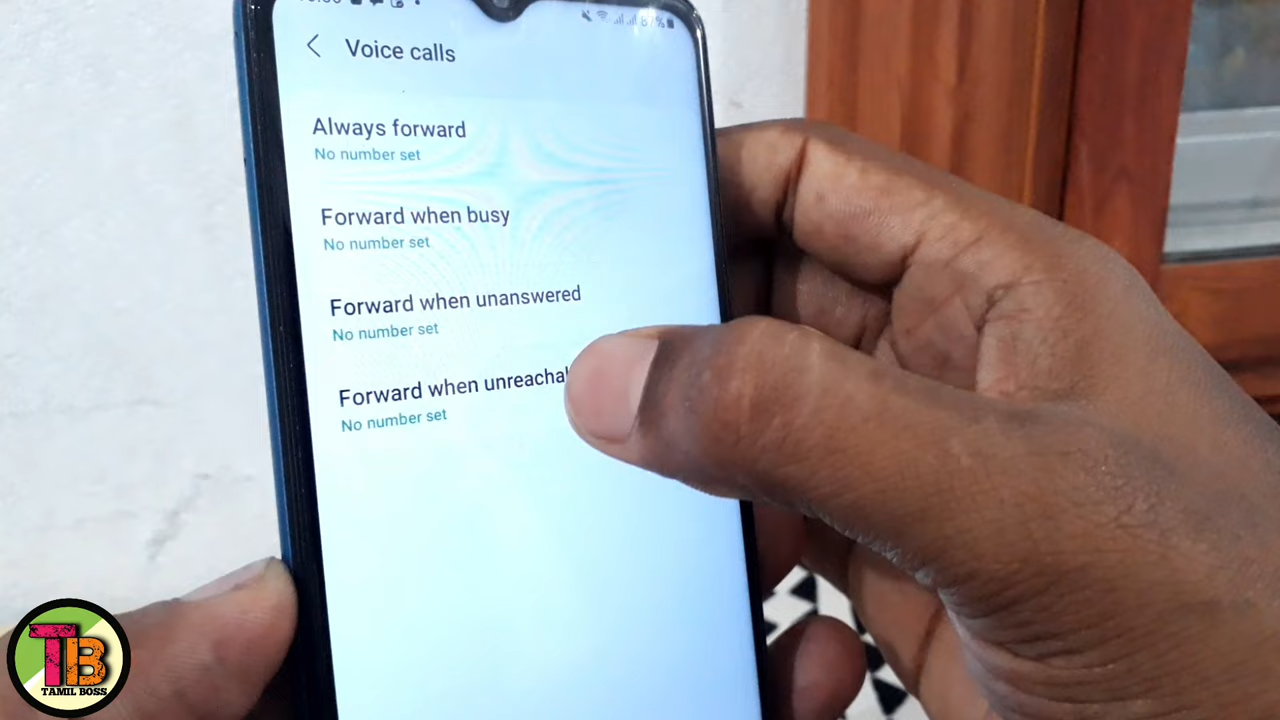 Voice calls
Always forward
No number set
Forward when busy
No number set
Forward when unanswered
No number set
Forward when
No number set
87%
TB
TAMIL BOSS